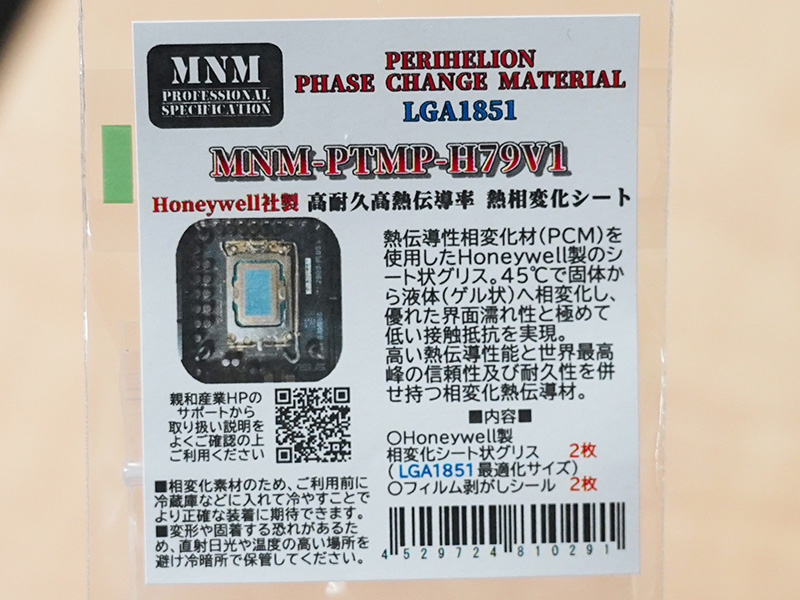 MNM
PROFESSIONAL
SPECIFICATION
PERIHELION
PHASE CHANGE MATERIAL
LGA1851
MNM-PTMP-H79V1
Honeywell社製 高耐久高熱伝導率 熱相変化シート
熱伝導性相変化材(PCM)を
使用したHoneywell製のシ
ート状グリス。45℃で固体か
ら液体(ゲル状)へ相変化し、
優れた界面濡れ性と極めて
低い接触抵抗を実現。
高い熱伝導性能と世界最高
峰の信頼性及び耐久性を併
せ持つ相変化熱伝導材。
親和産業HPの
サポートから
取り扱い説明を
よくご確認の上
ご利用ください
■内容■
〇Honeywell製
相変化シート状グリス 2枚
(LGA1851最適化サイズ)
〇フィルム剥がしシール 2枚
■相変化素材のため、ご利用前に
冷蔵庫などに入れて冷やすことで
より正確な装着に期待できます。
■変形や固着する恐れがあるた
め、直射日光や温度の高い場所を
避け冷暗所で保管してください。
4529724810291